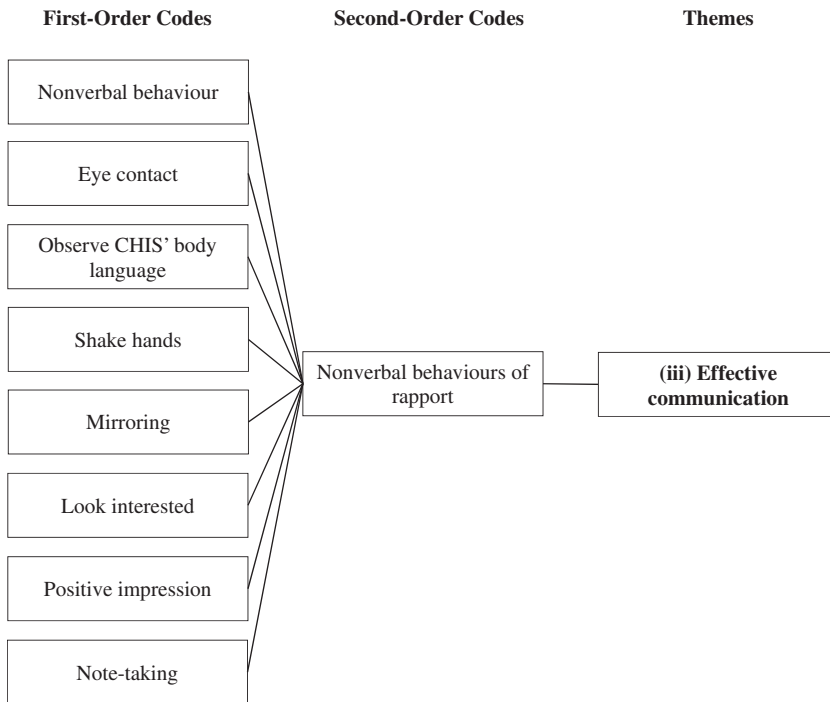 First-Order Codes
Second-Order Codes
Themes
Nonverbal behaviour
Eye contact
Observe CHIS’ body
language
Shake hands
Mirroring
Look interested
Positive impression
Note-taking
Nonverbal behaviours of
rapport
(iii) Effective
communication